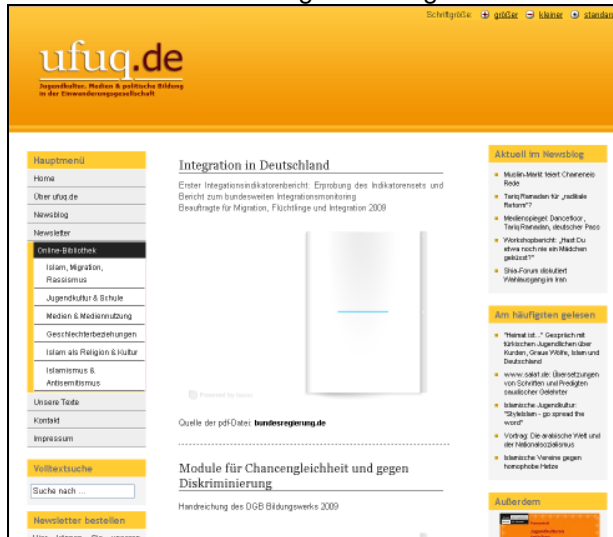 Schriftgröße: größer kleiner standard
ufuq.de
Jugendkultur, Medien & politische Bildung
in der Einwanderungsgesellschaft
Hauptmenü
Home
Über ufuq.de
Newsblog
Newsletter
Online-Bibliothek
Islam, Migration,
Rassismus
Jugendkultur & Schule
Medien & Mediennutzung
Geschlechterbeziehungen
Islam als Religion & Kultur
Islamismus &
Antisemitismus
Unsere Texte
Kontakt
Impressum
Volltextsuche
Suche nach ...
Newsletter bestellen
Hier können Sie unseren
Integration in Deutschland
Erster Integationsindikatorenbericht: Erprobung des Indikatorensets und
Bericht zum bundesweiten Integrationsmonitoring
Beauftragte für Migration, Flüchtlinge und Integration 2009
Powered by Issuu
Quelle der pdf-Datei: bundesregierung.de
Module für Chancengleichheit und gegen
Diskriminierung
Handreichung des DGB Bildungswerks 2009
Aktuell im Newsblog
Muslim-Markt feiert Chameneis
Rede
Tariq Ramadan für „radikale
Reform“?
Medienspiegel: Dancefloor,
Tariq Ramadan, deutscher Pass
Workshopbericht: „Hast Du
etwa noch nie ein Mädchen
geküsst?“
Shia-Forum diskutiert
Wahlausgang im Iran
Am häufigsten gelesen
"Heimat ist..." Gespräch mit
türkischen Jugendlichen über
Kurden, Graue Wölfe, Islam und
Deutschland
www.salaf.de: Übersetzungen
von Schriften und Predigten
saudischer Gelehrter
Islamische Jugendkultur:
"Styleislam - go spread the
word"
Vortrag: Die arabische Welt und
der Nationalsozialismus
Islamische Vereine gegen
homophobe Hetze
Außerdem